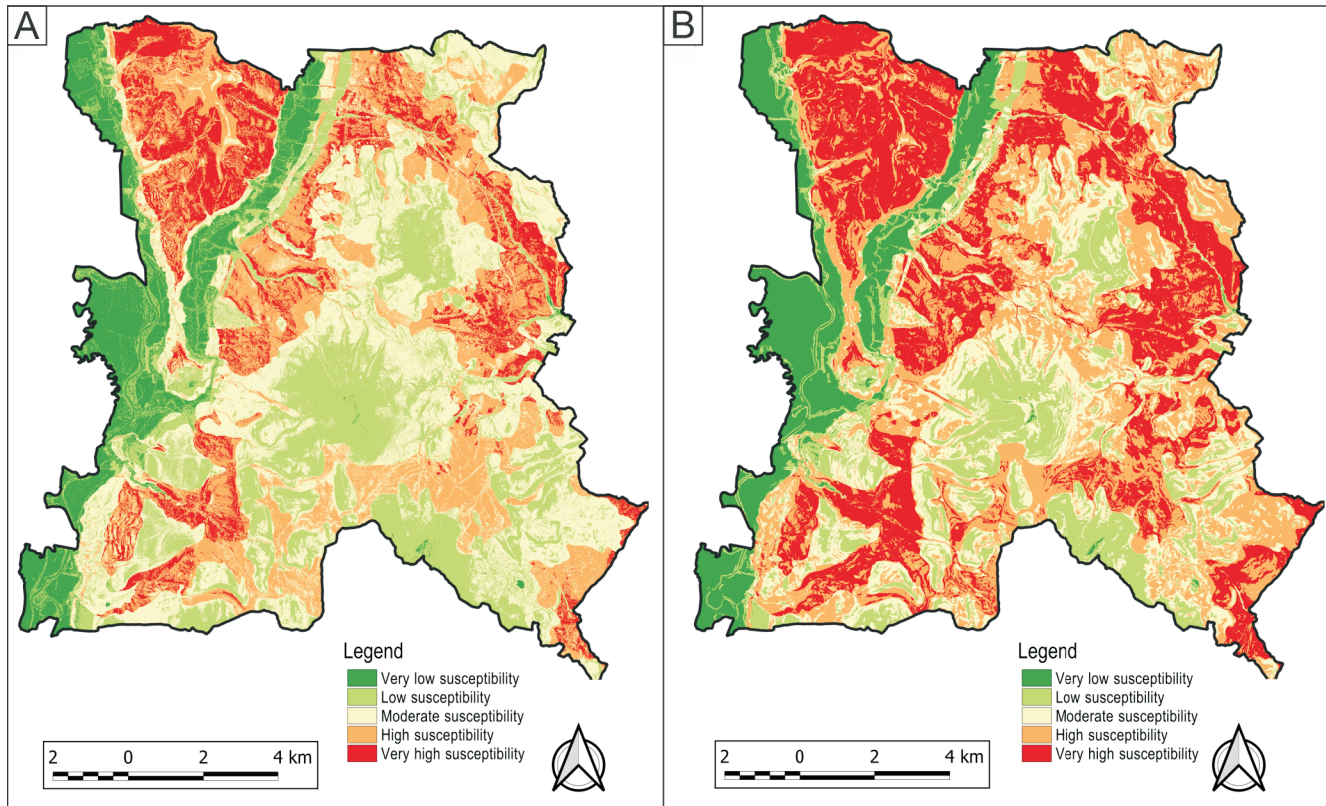 A
Legend
Very low susceptibility
Low susceptibility
Moderate susceptibility
High susceptibility
Very high susceptibility
2 0 2 4 km
B
Legend
Very low susceptibility
Low susceptibility
Moderate susceptibility
High susceptibility
Very high susceptibility
2 0 2 4 km